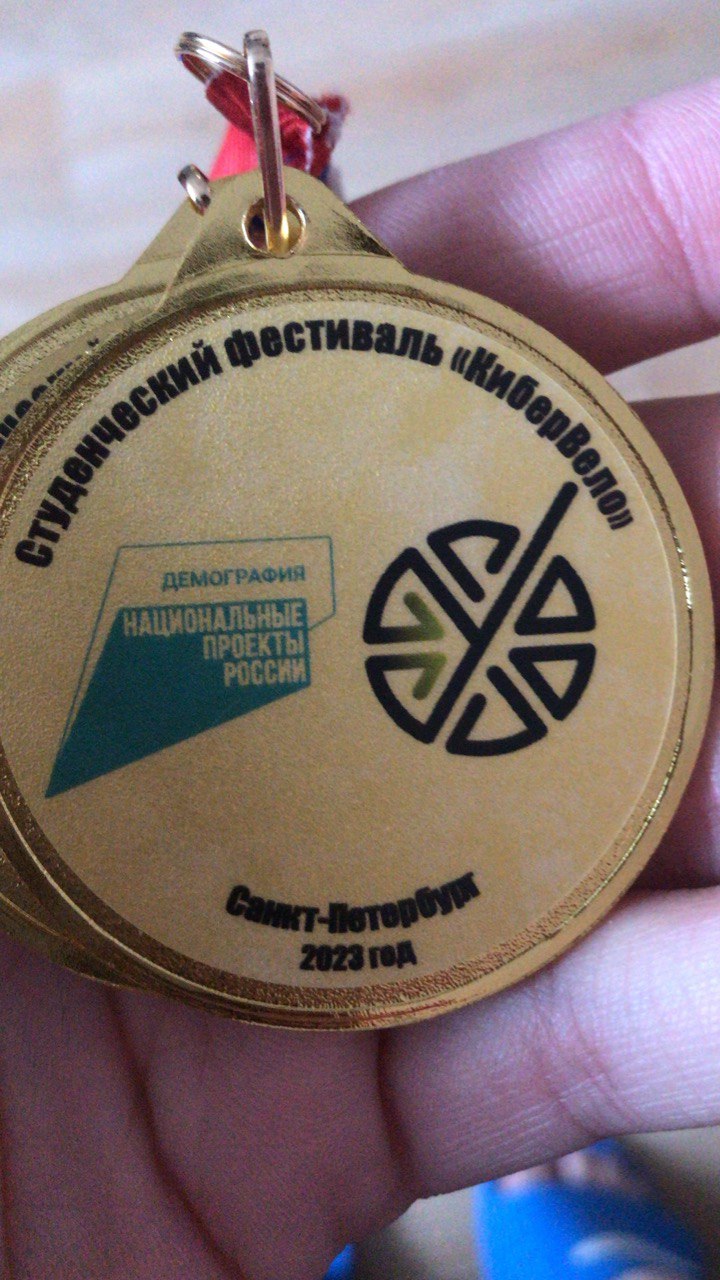 Студенческий фестиваль «КиберВело»
ДЕМОГРАФИЯ
НАЦИОНАЛЬНЫЕ
ПРОЕКТЫ
РОССИИ
Санкт-Петербург
2023 год